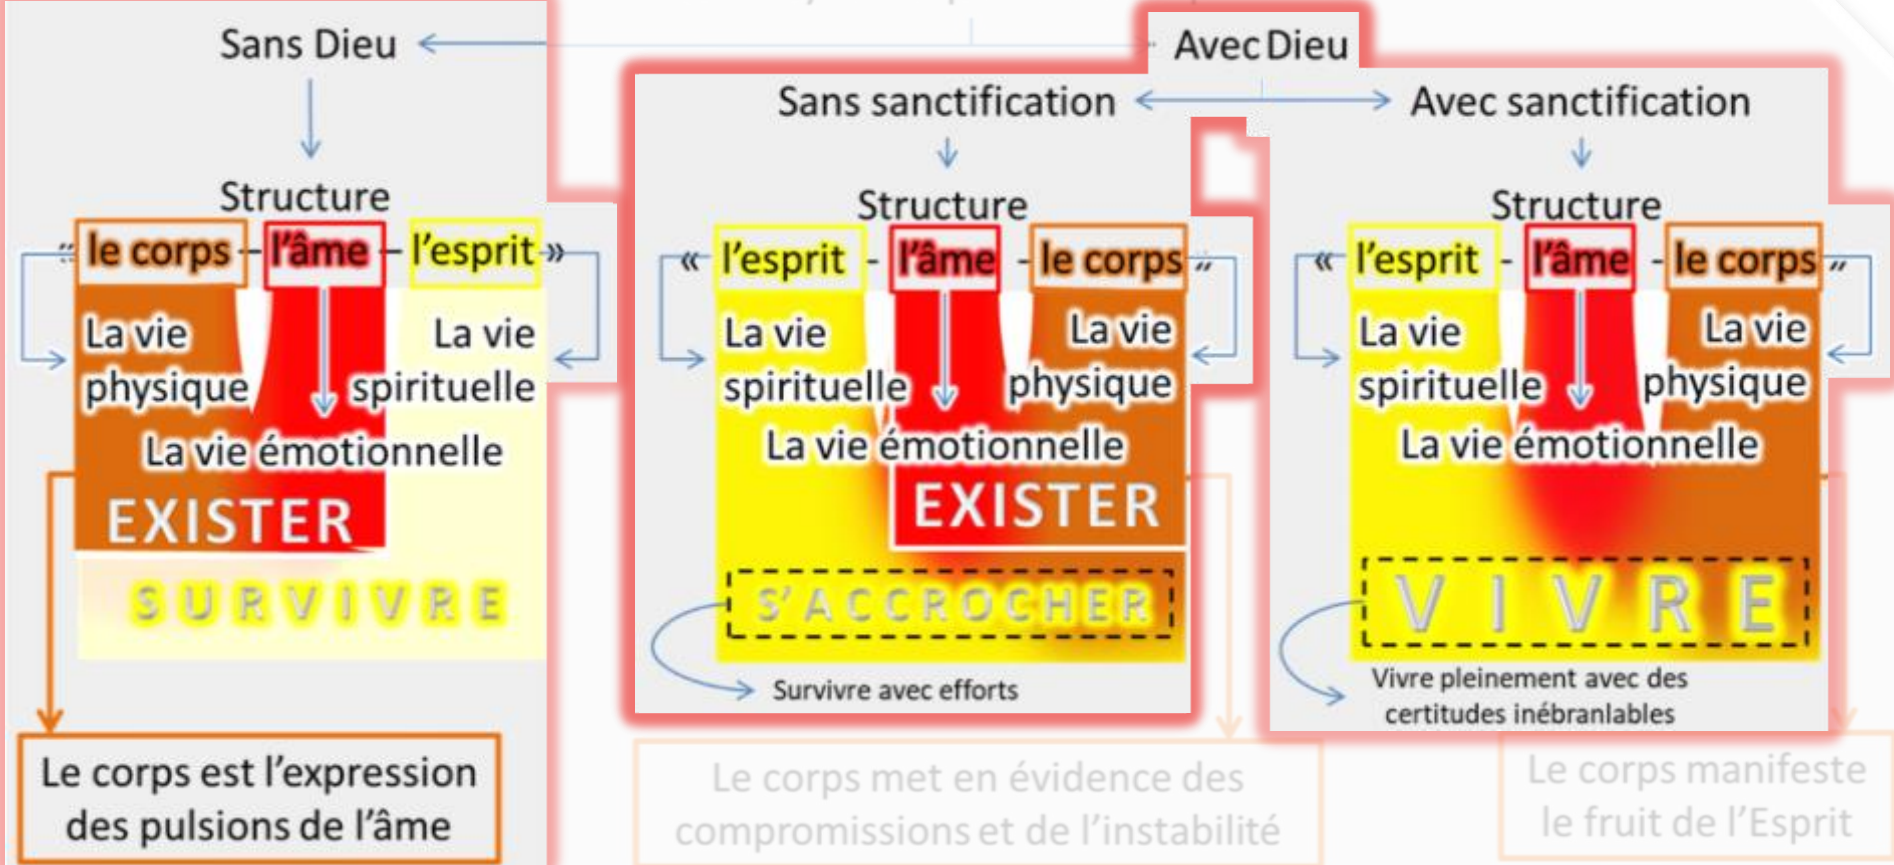 Sans Dieu
Avec Dieu
Sans sanctification
Avec sanctification
Structure
« le corps - l'âme - l'esprit »
La vie
physique
La vie
spirituelle
La vie émotionnelle
EXISTER
SURVIVRE
Le corps est l'expression
des pulsions de l'âme
Structure
« l'esprit - l'âme - le corps »
La vie
spirituelle
La vie
physique
La vie émotionnelle
EXISTER
S'ACCROCHER
Survivre avec efforts
Le corps met en évidence des
compromissions et de l'instabilité
Structure
« l'esprit - l'âme - le corps »
La vie
spirituelle
La vie
physique
La vie émotionnelle
VIVRE
Vivre pleinement avec des
certitudes inébranlables
Le corps manifeste
le fruit de l'Esprit